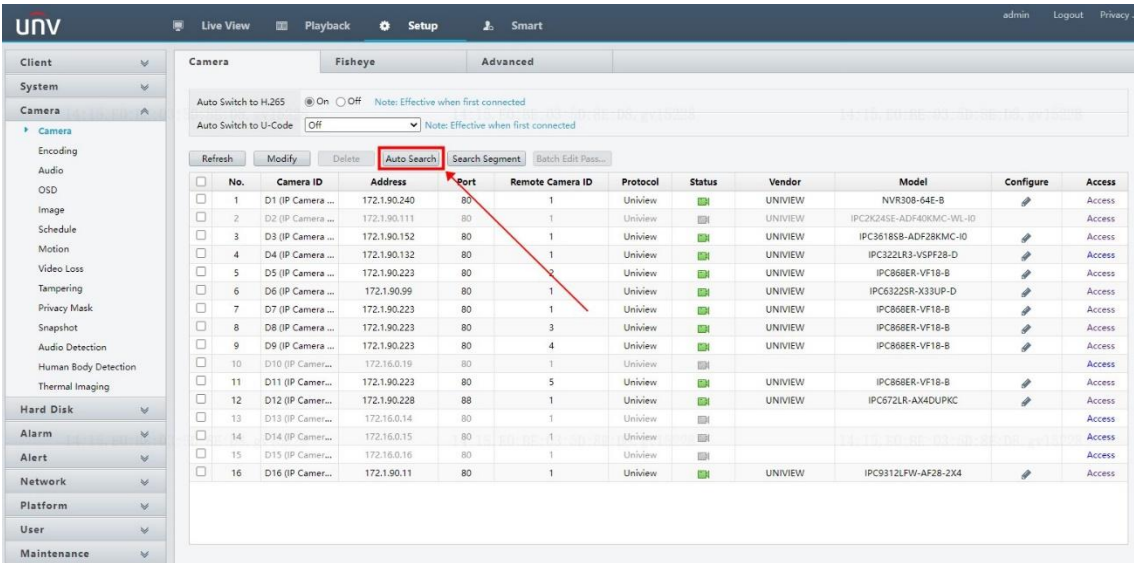 unv Live View Playback Setup Smart admin Logout Privacy
Client Camera Fisheye Advanced
System
Camera
Camera
Encoding
Audio
OSD
Image
Schedule
Motion
Video Loss
Tampering
Privacy Mask
Snapshot
Audio Detection
Human Body Detection
Thermal Imaging
Hard Disk
Alarm
Alert
Network
Platform
User
Maintenance
Auto Switch to H.265 On Off Note: Effective when first connected
Auto Switch to U-Code Off Note: Effective when first connected
Refresh Modify Delete Auto Search Search Segment Batch Edit Pass...
No. Camera ID Address Port Remote Camera ID Protocol Status Vendor Model Configure Access
1 D1 (IP Camera ... 172.1.90.240 80 1 Uniview UNIVIEW NVR308-64E-B Access
2 D2 (IP Camera ... 172.1.90.111 80 1 Uniview UNIVIEW IPC2K24SE-ADF40KMC-WL-I0 Access
3 D3 (IP Camera ... 172.1.90.152 80 1 Uniview UNIVIEW IPC3618SB-ADF28KMC-I0 Access
4 D4 (IP Camera ... 172.1.90.132 80 1 Uniview UNIVIEW IPC322LR3-VSPF28-D Access
5 D5 (IP Camera ... 172.1.90.223 80 2 Uniview UNIVIEW IPC868ER-VF18-B Access
6 D6 (IP Camera ... 172.1.90.99 80 1 Uniview UNIVIEW IPC6322SR-X33UP-D Access
7 D7 (IP Camera ... 172.1.90.223 80 1 Uniview UNIVIEW IPC868ER-VF18-B Access
8 D8 (IP Camera ... 172.1.90.223 80 3 Uniview UNIVIEW IPC868ER-VF18-B Access
9 D9 (IP Camera ... 172.1.90.223 80 4 Uniview UNIVIEW IPC868ER-VF18-B Access
10 D10 (IP Camer... 172.16.0.19 80 1 Uniview Access
11 D11 (IP Camer... 172.1.90.223 80 5 Uniview UNIVIEW IPC868ER-VF18-B Access
12 D12 (IP Camer... 172.1.90.228 88 1 Uniview UNIVIEW IPC672LR-AX4DUPKC Access
13 D13 (IP Camer... 172.16.0.14 80 1 Uniview Access
14 D14 (IP Camer... 172.16.0.15 80 1 Uniview Access
15 D15 (IP Camer... 172.16.0.16 80 1 Uniview Access
16 D16 (IP Camer... 172.1.90.11 80 1 Uniview UNIVIEW IPC9312LFW-AF28-2X4 Access